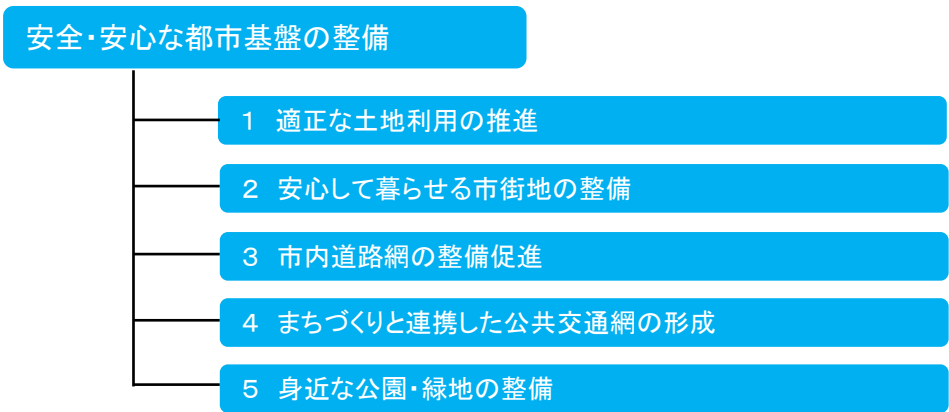 安全・安心な都市基盤の整備
１　適正な土地利用の推進
２　安心して暮らせる市街地の整備
３　市内道路網の整備促進
４　まちづくりと連携した公共交通網の形成
５　身近な公園・緑地の整備